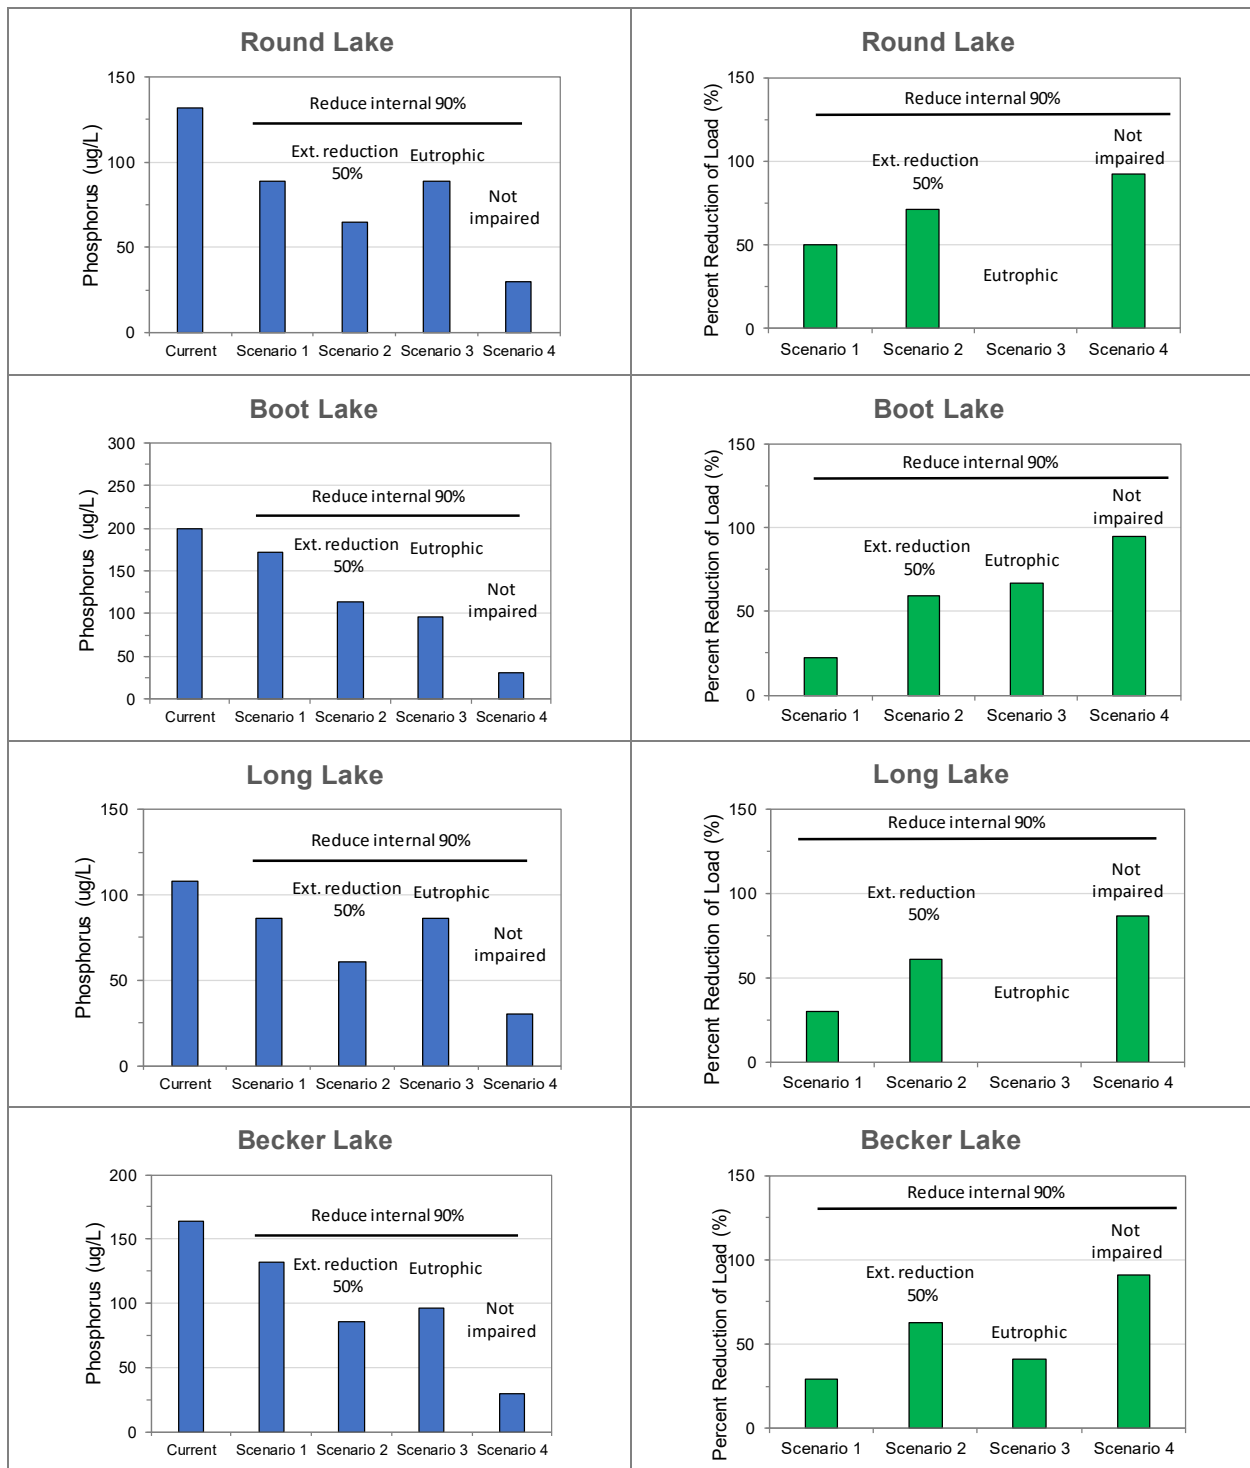 Round Lake
Phosphorus (ug/L)
150
100
50
0
Reduce internal 90%
Ext. reduction
50%
Eutrophic
Not
impaired
Current
Scenario 1
Scenario 2
Scenario 3
Scenario 4
Round Lake
Percent Reduction of Load (%)
150
100
50
0
Reduce internal 90%
Ext. reduction
50%
Eutrophic
Not
impaired
Scenario 1
Scenario 2
Scenario 3
Scenario 4
Boot Lake
Phosphorus (ug/L)
300
250
200
150
100
50
0
Reduce internal 90%
Ext. reduction
50%
Eutrophic
Not
impaired
Current
Scenario 1
Scenario 2
Scenario 3
Scenario 4
Boot Lake
Percent Reduction of Load (%)
150
100
50
0
Reduce internal 90%
Ext. reduction
50%
Eutrophic
Not
impaired
Scenario 1
Scenario 2
Scenario 3
Scenario 4
Long Lake
Phosphorus (ug/L)
150
100
50
0
Reduce internal 90%
Ext. reduction
50%
Eutrophic
Not
impaired
Current
Scenario 1
Scenario 2
Scenario 3
Scenario 4
Long Lake
Percent Reduction of Load (%)
150
100
50
0
Reduce internal 90%
Ext. reduction
50%
Eutrophic
Not
impaired
Scenario 1
Scenario 2
Scenario 3
Scenario 4
Becker Lake
Phosphorus (ug/L)
200
150
100
50
0
Reduce internal 90%
Ext. reduction
50%
Eutrophic
Not
impaired
Current
Scenario 1
Scenario 2
Scenario 3
Scenario 4
Becker Lake
Percent Reduction of Load (%)
150
100
50
0
Reduce internal 90%
Ext. reduction
50%
Eutrophic
Not
impaired
Scenario 1
Scenario 2
Scenario 3
Scenario 4